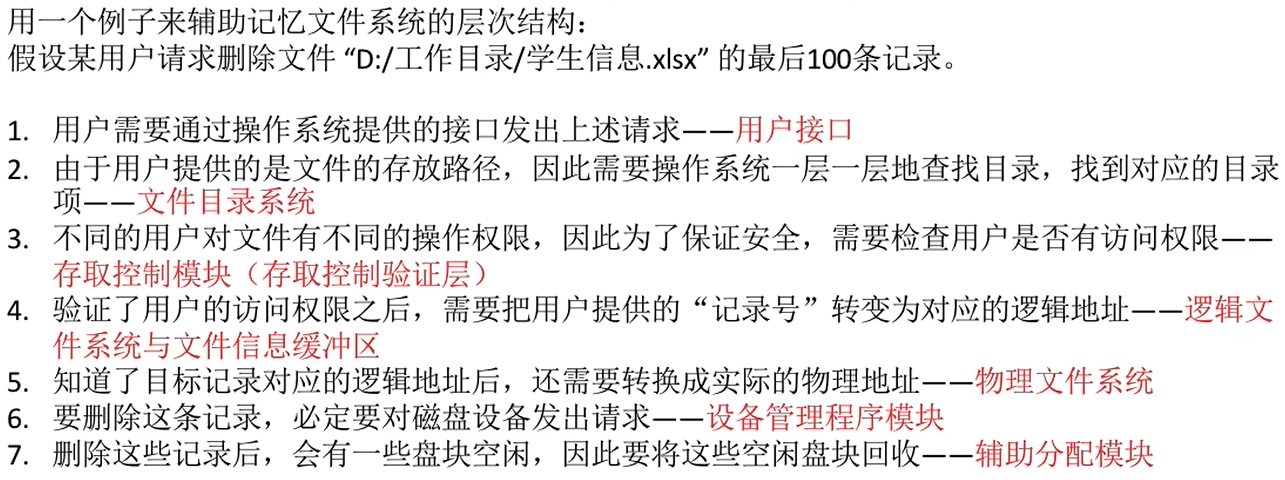 用一个例子来辅助记忆文件系统的层次结构：
假设某用户请求删除文件 “D:/工作目录/学生信息.xlsx” 的最后100条记录。
1. 用户需要通过操作系统提供的接口发出上述请求——用户接口
2. 由于用户提供的是文件的存放路径，因此需要操作系统一层一层地查找目录，找到对应的目录
项——文件目录系统
3. 不同的用户对文件有不同的操作权限，因此为了保证安全，需要检查用户是否有访问权限——
存取控制模块（存取控制验证层）
4. 验证了用户的访问权限之后，需要把用户提供的“记录号”转变为对应的逻辑地址——逻辑文
件系统与文件信息缓冲区
5. 知道了目标记录对应的逻辑地址后，还需要转换成实际的物理地址——物理文件系统
6. 要删除这条记录，必定要对磁盘设备发出请求——设备管理程序模块
7. 删除这些记录后，会有一些盘块空闲，因此要将这些空闲盘块回收——辅助分配模块